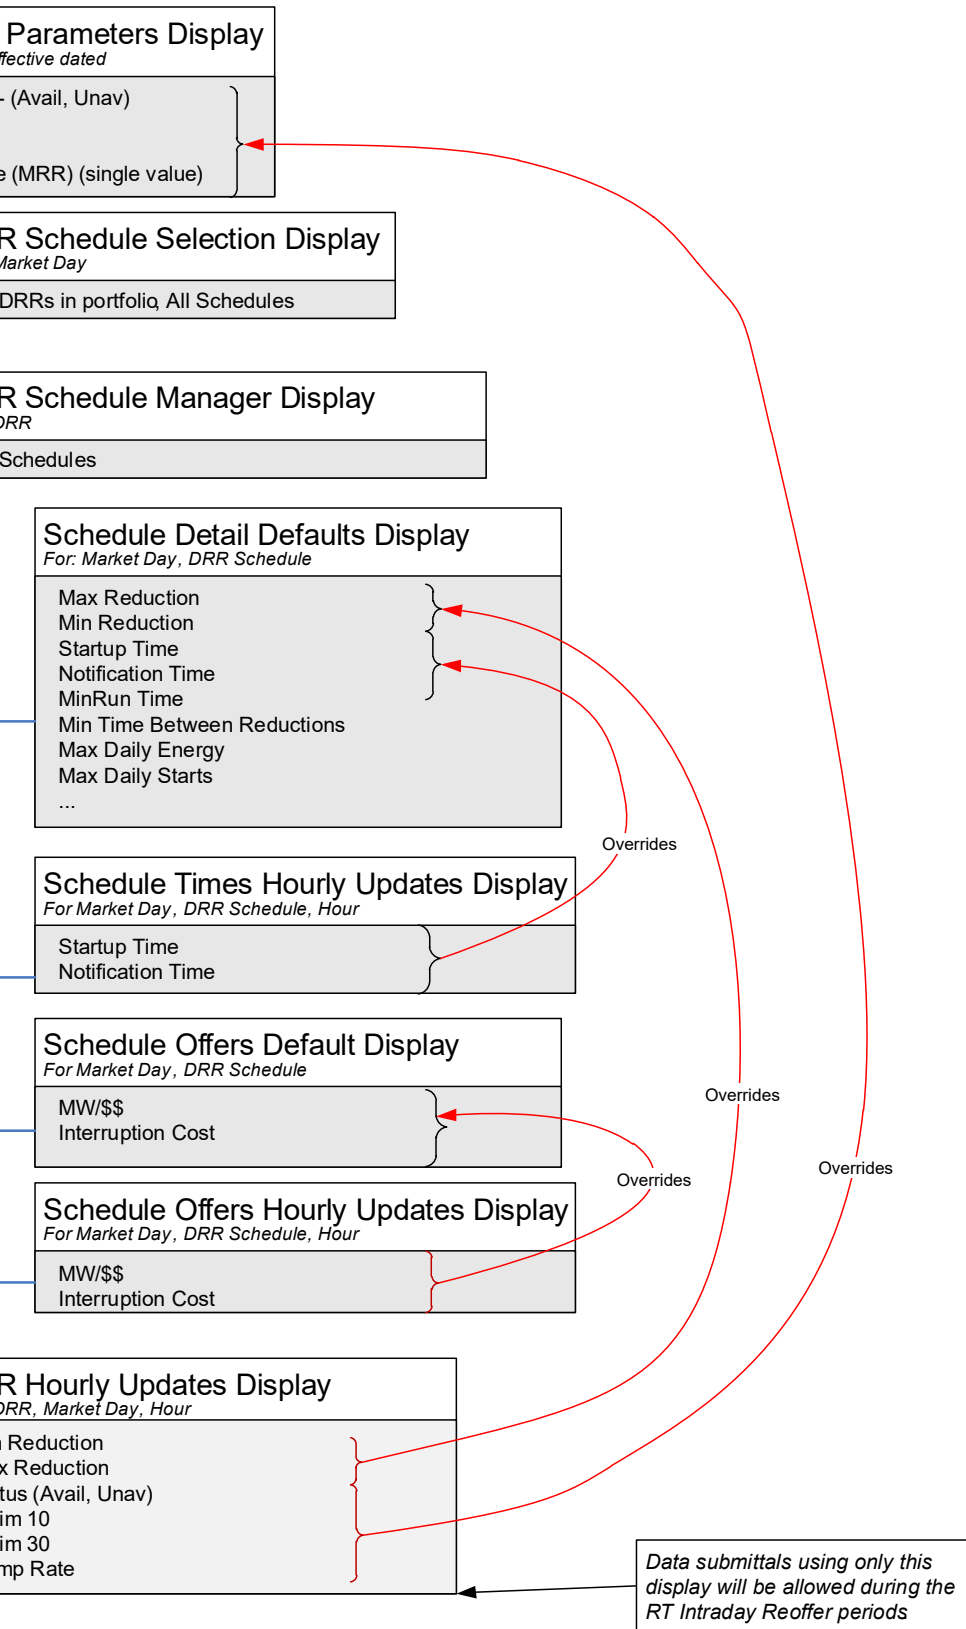 Parameters Display
ffective dated
- (Avail, Unav)
e (MRR) (single value)
R Schedule Selection Display
Market Day
DRRs in portfolio, All Schedules
R Schedule Manager Display
DRR
Schedules
Schedule Detail Defaults Display
For: Market Day, DRR Schedule
Max Reduction
Min Reduction
Startup Time
Notification Time
MinRun Time
Min Time Between Reductions
Max Daily Energy
Max Daily Starts
...
Overrides
Schedule Times Hourly Updates Display
For Market Day, DRR Schedule, Hour
Startup Time
Notification Time
Schedule Offers Default Display
For Market Day, DRR Schedule
MW/$$
Interruption Cost
Overrides
Overrides
Overrides
Schedule Offers Hourly Updates Display
For Market Day, DRR Schedule, Hour
MW/$$
Interruption Cost
R Hourly Updates Display
DRR, Market Day, Hour
n Reduction
x Reduction
tus (Avail, Unav)
im 10
im 30
mp Rate
Data submittals using only this
display will be allowed during the
RT Intraday Reoffer periods